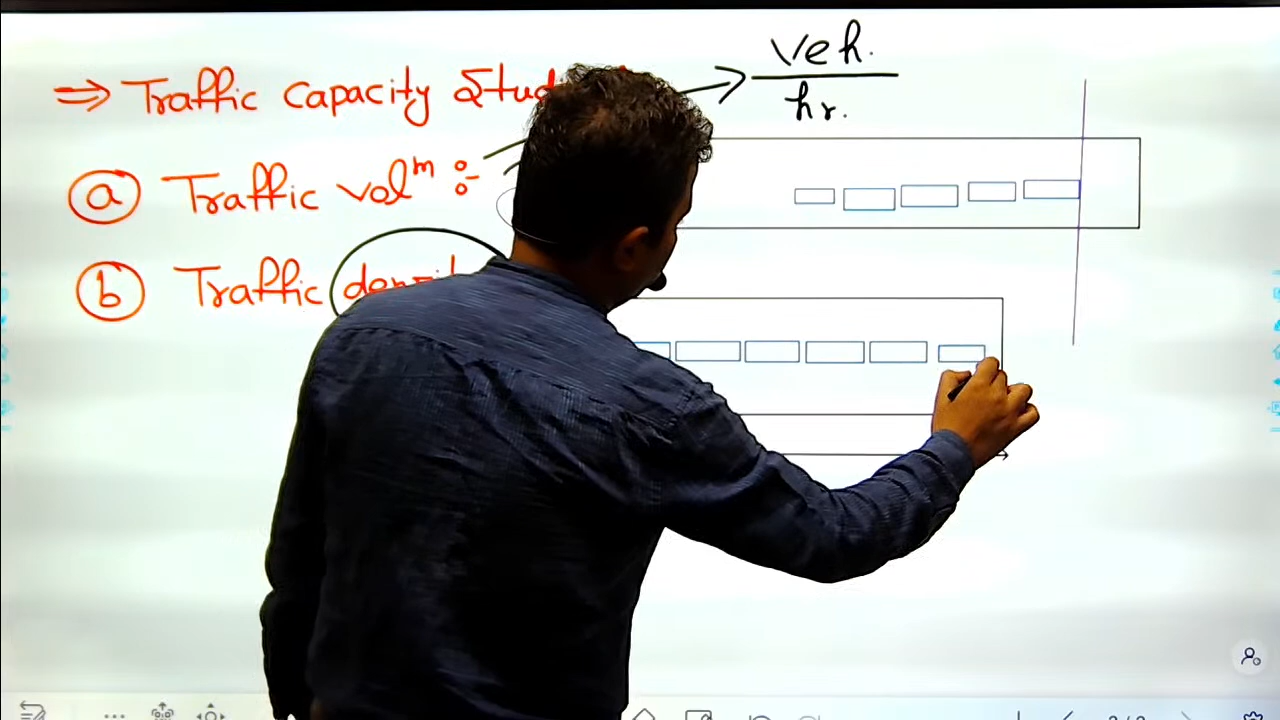 ⇒ Traffic capacity
veh.
hr.
(a) Traffic volᵐ :-
(b) Traffic